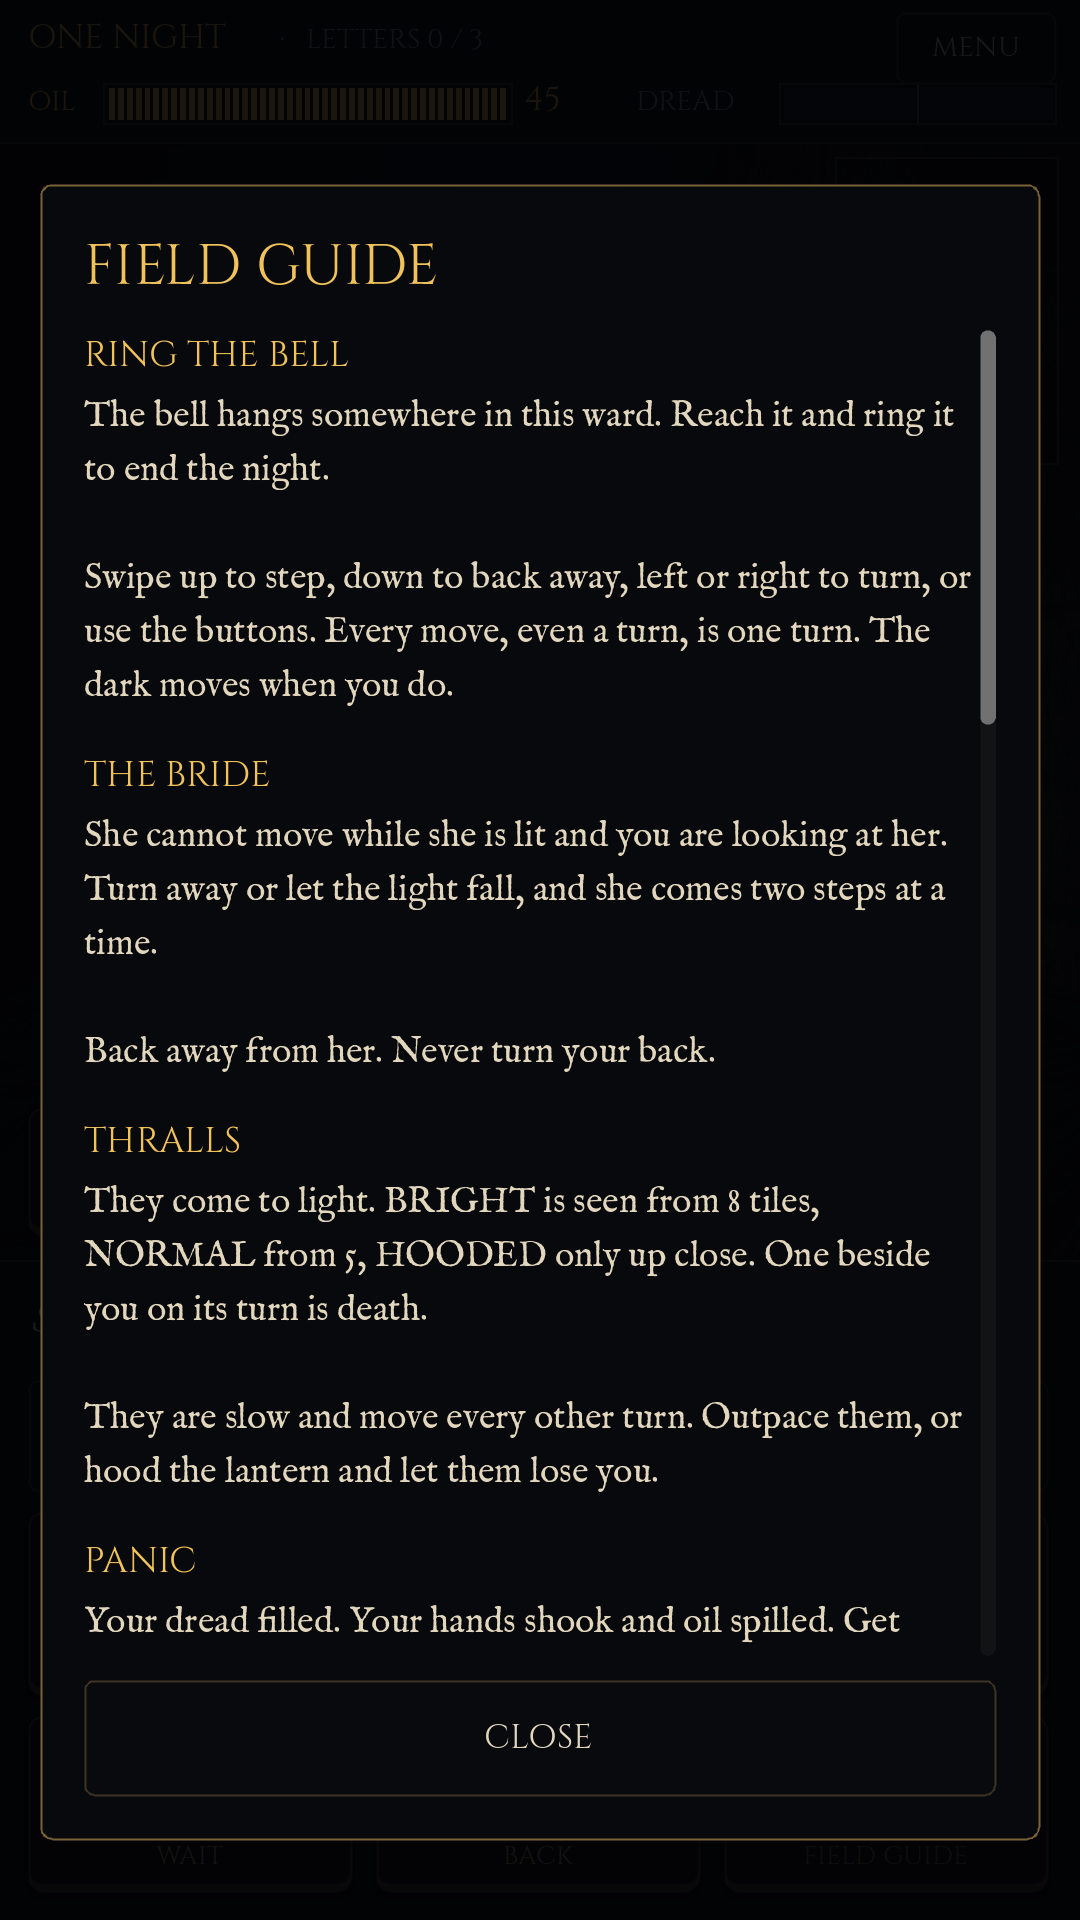 ONE NIGHT · LETTERS 0 / 3
MENU
OIL 45 DREAD
FIELD GUIDE
RING THE BELL
The bell hangs somewhere in this ward. Reach it and ring it
to end the night.
Swipe up to step, down to back away, left or right to turn, or
use the buttons. Every move, even a turn, is one turn. The
dark moves when you do.
THE BRIDE
She cannot move while she is lit and you are looking at her.
Turn away or let the light fall, and she comes two steps at a
time.
Back away from her. Never turn your back.
THRALLS
They come to light. BRIGHT is seen from 8 tiles,
NORMAL from 5, HOODED only up close. One beside
you on its turn is death.
They are slow and move every other turn. Outpace them, or
hood the lantern and let them lose you.
PANIC
Your dread filled. Your hands shook and oil spilled. Get
CLOSE
WAIT BACK FIELD GUIDE